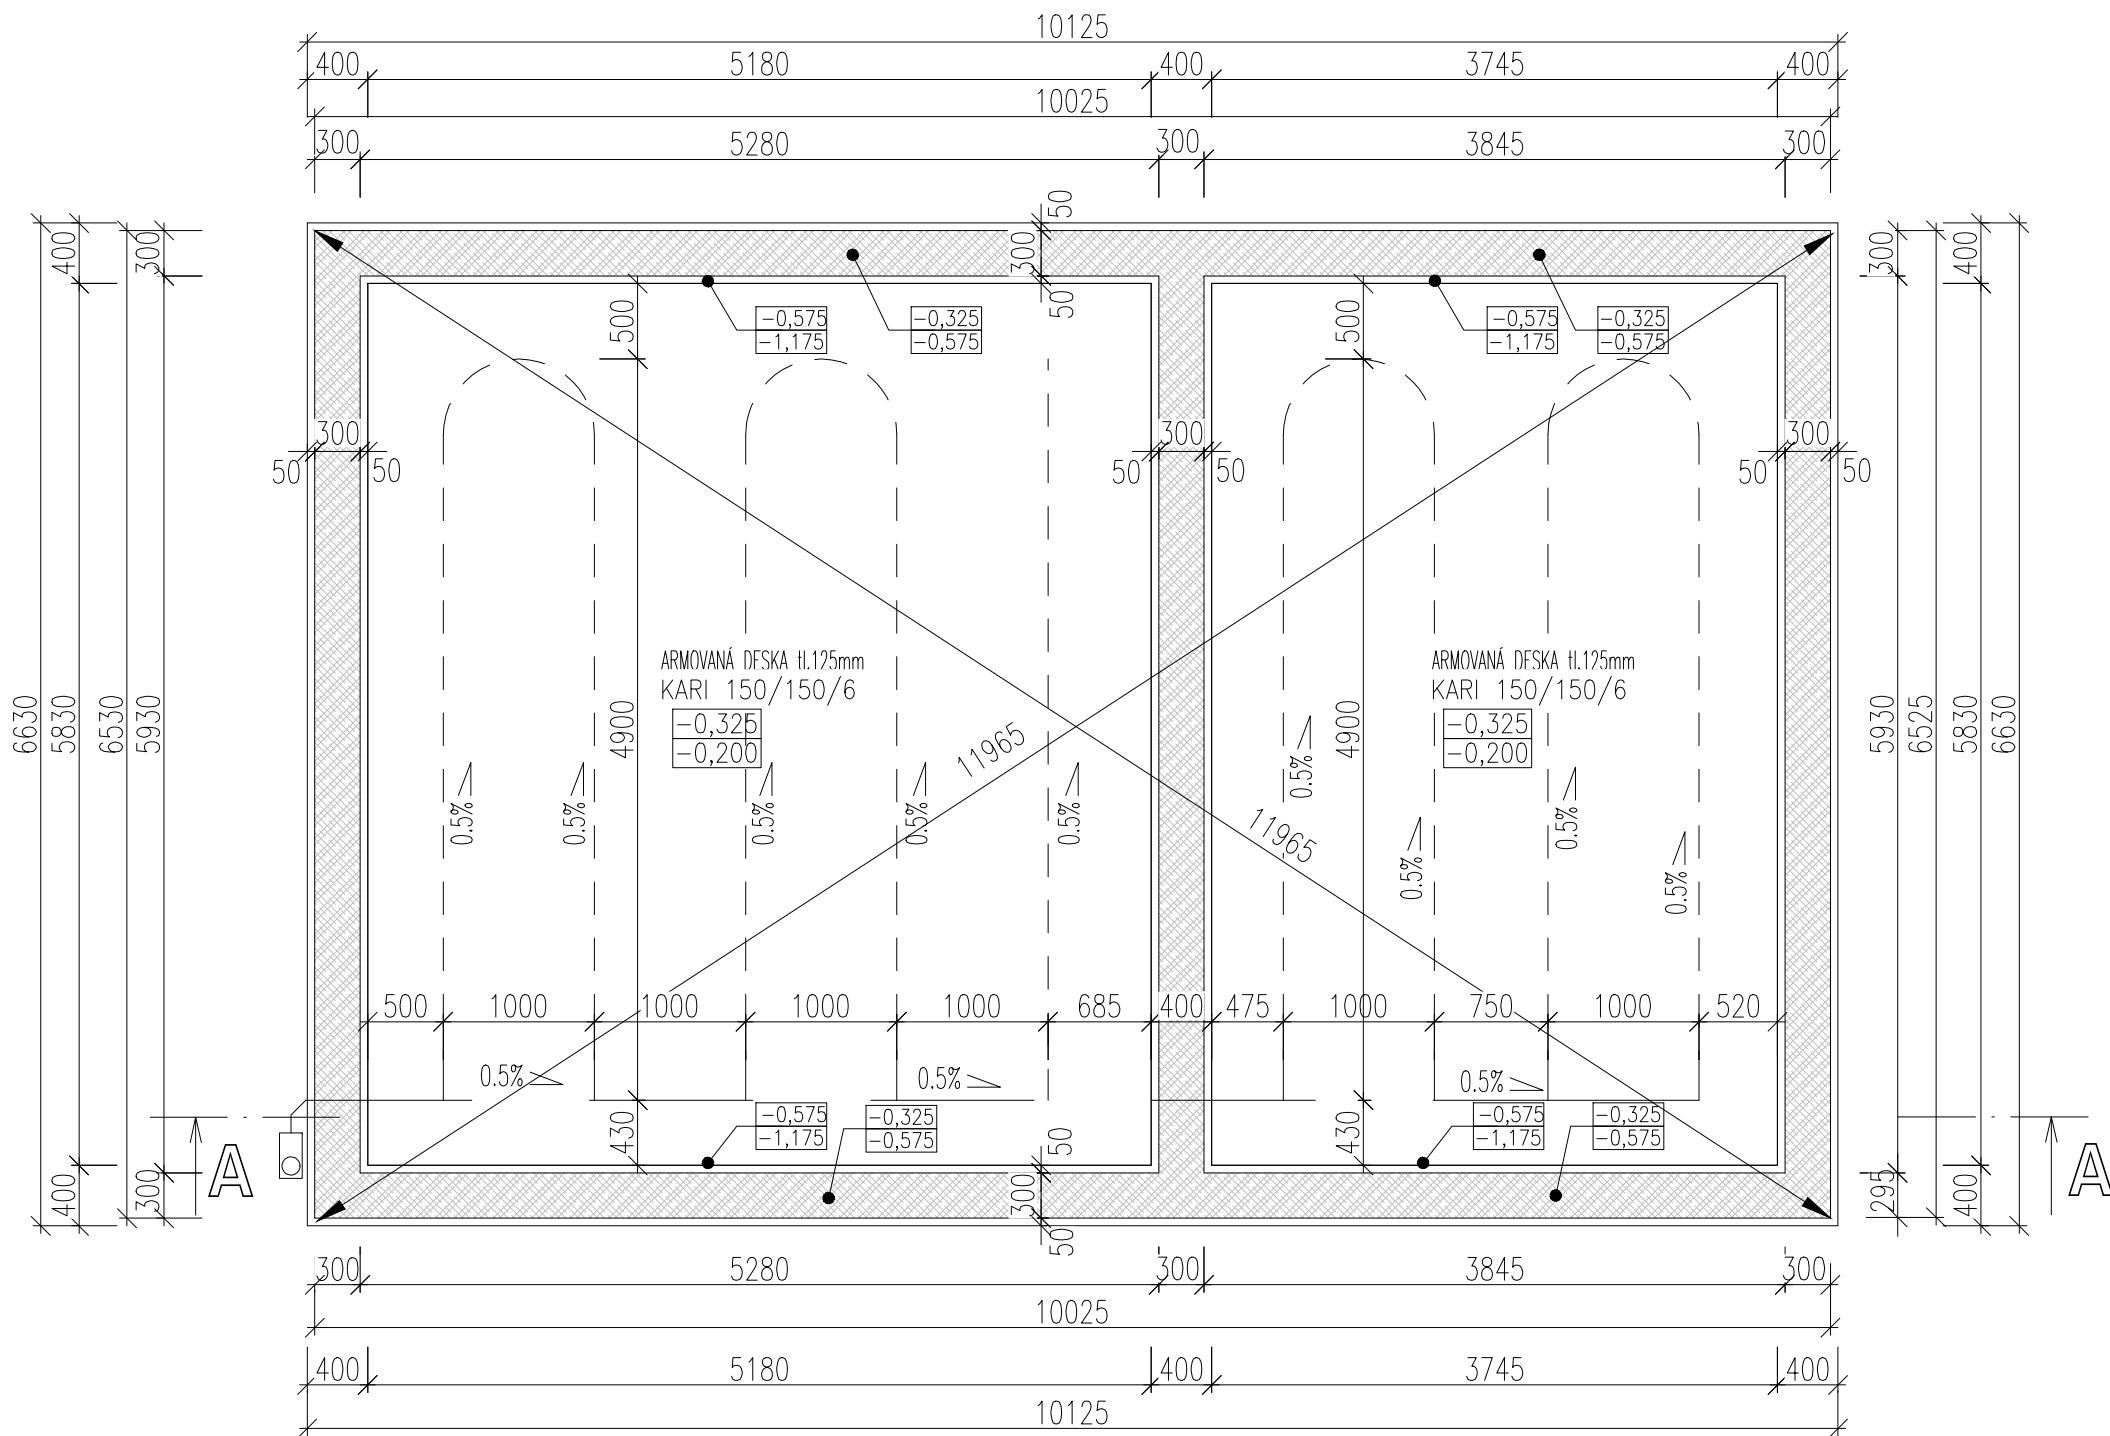 10125
400 5180 400 3745 400
10025
300 5280 300 3845 300
50
400 300 300 300 400
50
500 500
-0,575 -0,325 -0,575 -0,325
-1,175 -0,575 -1,175 -0,575
300 300 300
50 50 50 50 50 50
ARMOVANÁ DESKA tl.125mm ARMOVANÁ DESKA tl.125mm
KARI 150/150/6 KARI 150/150/6
6630 5830 6530 5930 4900 4900 5930 6525 5830 6630
-0,325 -0,325
-0,200 -0,200
11965
11965
0.5% 0.5% 0.5% 0.5% 0.5% 0.5% 0.5% 0.5% 0.5%
500 1000 1000 1000 1000 685 400 475 1000 750 1000 520
0.5% 0.5% 0.5%
-0,575 -0,325 -0,575 -0,325
-1,175 -0,575 -1,175 -0,575
430 50 430
A A
400 300 300 295 400
50
300 5280 300 3845 300
10025
400 5180 400 3745 400
10125